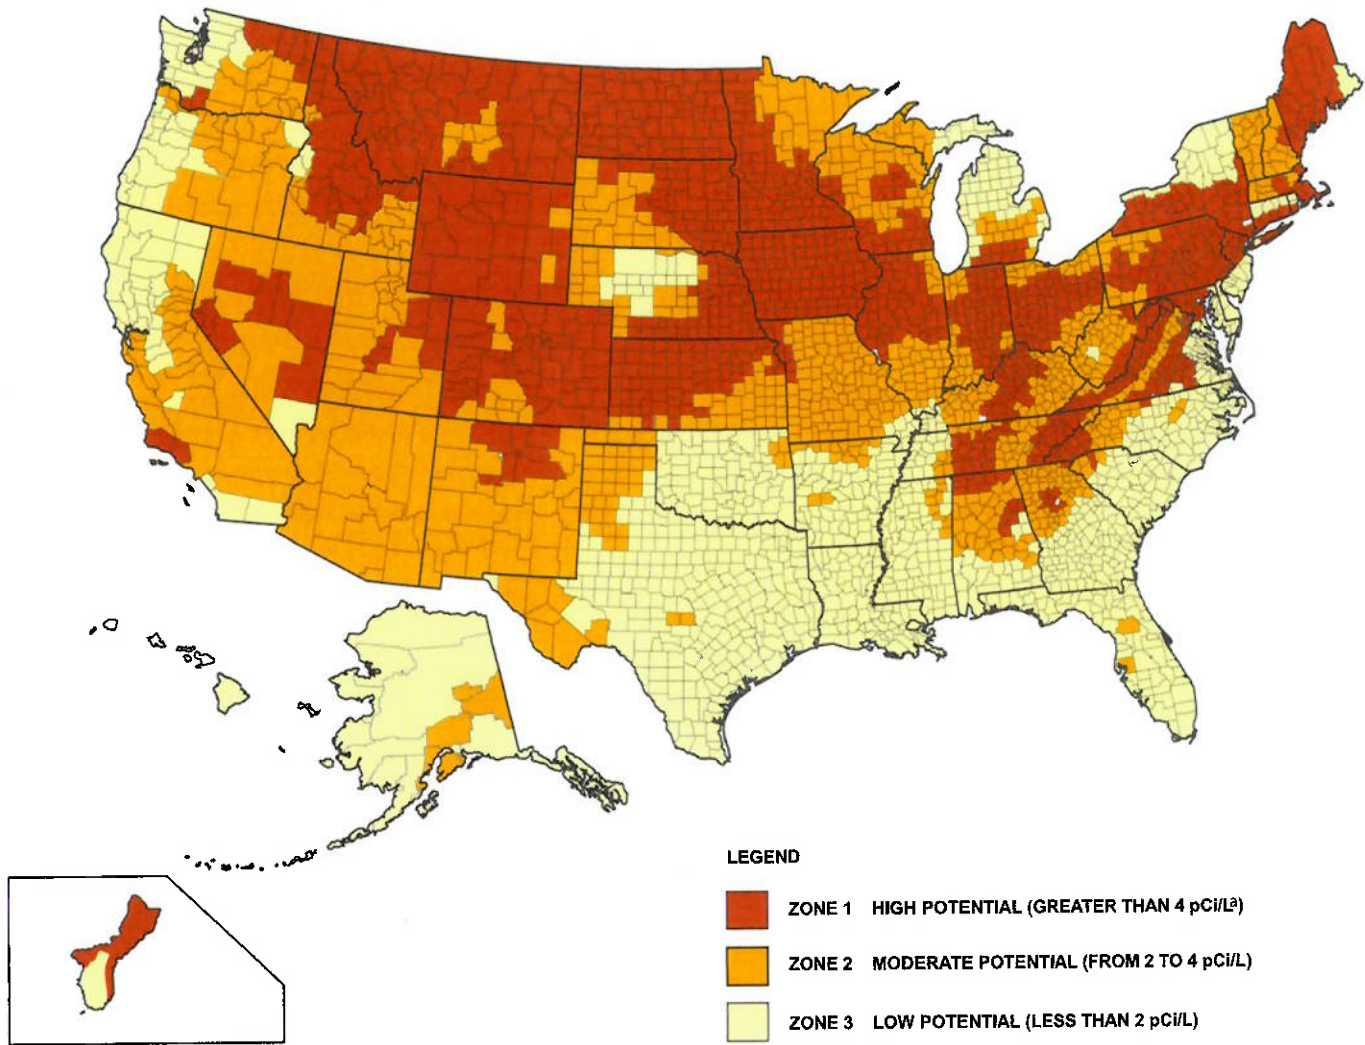 LEGEND
ZONE 1 HIGH POTENTIAL (GREATER THAN 4 pCi/Lª)
ZONE 2 MODERATE POTENTIAL (FROM 2 TO 4 pCi/L)
ZONE 3 LOW POTENTIAL (LESS THAN 2 pCi/L)